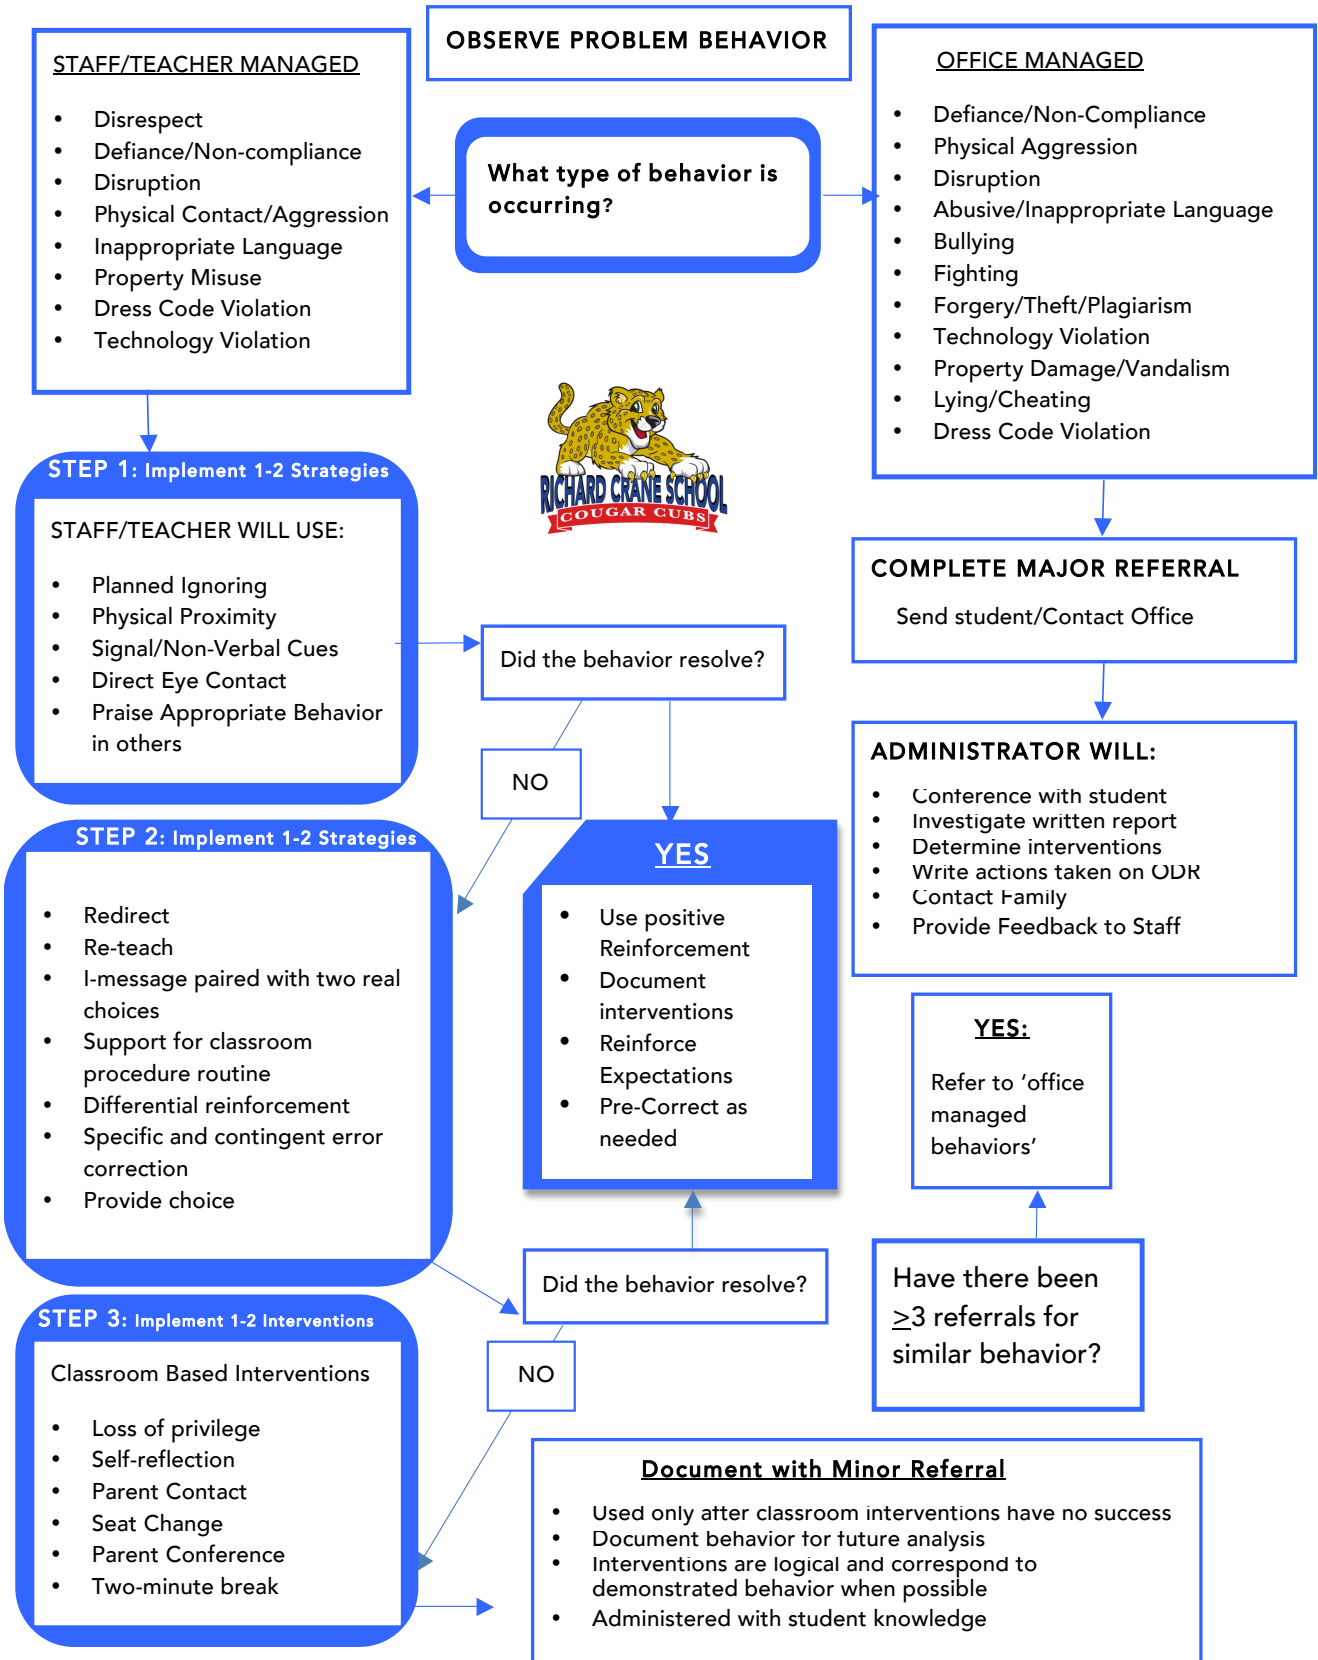 OBSERVE PROBLEM BEHAVIOR
STAFF/TEACHER MANAGED
• Disrespect
• Defiance/Non-compliance
• Disruption
• Physical Contact/Aggression
• Inappropriate Language
• Property Misuse
• Dress Code Violation
• Technology Violation
What type of behavior is
occurring?
OFFICE MANAGED
• Defiance/Non-Compliance
• Physical Aggression
• Disruption
• Abusive/Inappropriate Language
• Bullying
• Fighting
• Forgery/Theft/Plagiarism
• Technology Violation
• Property Damage/Vandalism
• Lying/Cheating
• Dress Code Violation
RICHARD CRANE SCHOOL
COUGAR CUBS
STEP 1: Implement 1-2 Strategies
STAFF/TEACHER WILL USE:
• Planned Ignoring
• Physical Proximity
• Signal/Non-Verbal Cues
• Direct Eye Contact
• Praise Appropriate Behavior
in others
Did the behavior resolve?
NO
COMPLETE MAJOR REFERRAL
Send student/Contact Office
ADMINISTRATOR WILL:
• Conference with student
• Investigate written report
• Determine interventions
• Write actions taken on ODR
• Contact Family
• Provide Feedback to Staff
STEP 2: Implement 1-2 Strategies
• Redirect
• Re-teach
• I-message paired with two real
choices
• Support for classroom
procedure routine
• Differential reinforcement
• Specific and contingent error
correction
• Provide choice
YES
• Use positive
Reinforcement
• Document
interventions
• Reinforce
Expectations
• Pre-Correct as
needed
YES:
Refer to ‘office
managed
behaviors’
Did the behavior resolve?
NO
Have there been
>3 referrals for
similar behavior?
STEP 3: Implement 1-2 Interventions
Classroom Based Interventions
• Loss of privilege
• Self-reflection
• Parent Contact
• Seat Change
• Parent Conference
• Two-minute break
Document with Minor Referral
• Used only after classroom interventions have no success
• Document behavior for future analysis
• Interventions are logical and correspond to
demonstrated behavior when possible
• Administered with student knowledge